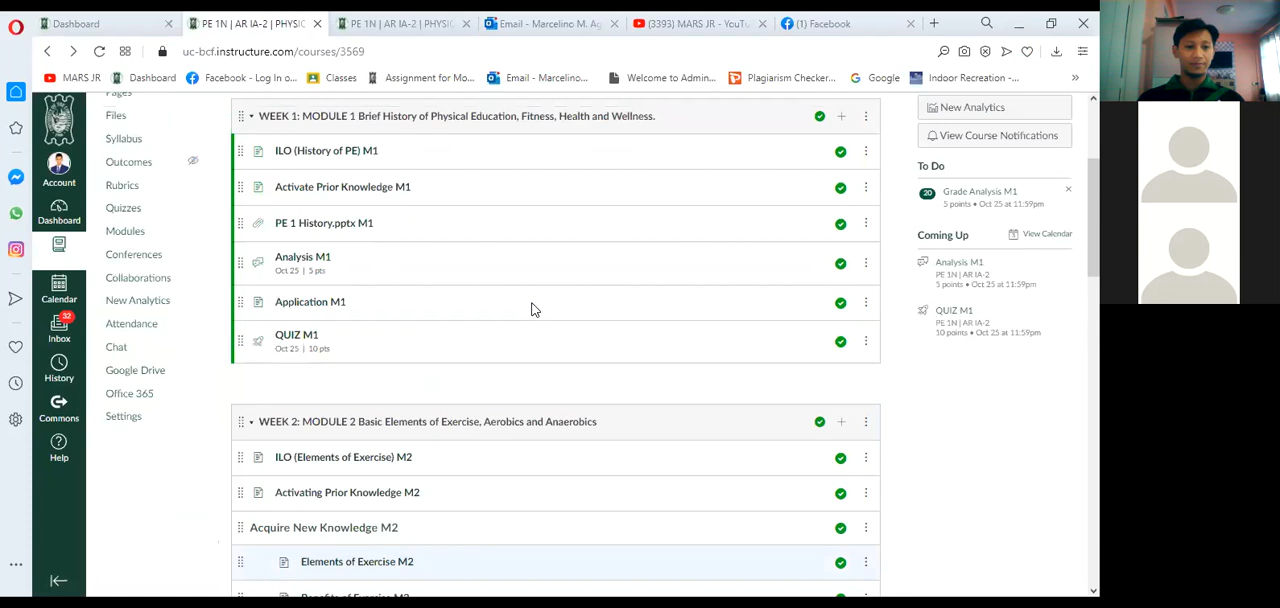 Dashboard
PE 1N | AR IA-2 | PHYSIC
PE 1N | AR IA-2 | PHYSIC
Email - Marcelino M. Ag
(3393) MARS JR - YouTu
(1) Facebook
uc-bcf.instructure.com/courses/3569
MARS JR
Dashboard
Facebook - Log In o...
Classes
Assignment for Mo...
Email - Marcelino...
Welcome to Admin...
Plagiarism Checker...
Google
Indoor Recreation -...
Account
Dashboard
Calendar
32
Inbox
History
Commons
Help
Pages
Files
Syllabus
Outcomes
Rubrics
Quizzes
Modules
Conferences
Collaborations
New Analytics
Attendance
Chat
Google Drive
Office 365
Settings
WEEK 1: MODULE 1 Brief History of Physical Education, Fitness, Health and Wellness.
ILO (History of PE) M1
Activate Prior Knowledge M1
PE 1 History.pptx M1
Analysis M1
Oct 25 | 5 pts
Application M1
QUIZ M1
Oct 25 | 10 pts
WEEK 2: MODULE 2 Basic Elements of Exercise, Aerobics and Anaerobics
ILO (Elements of Exercise) M2
Activating Prior Knowledge M2
Acquire New Knowledge M2
Elements of Exercise M2
Benefits of Exercise M2
New Analytics
View Course Notifications
To Do
20
Grade Analysis M1
5 points • Oct 25 at 11:59pm
Coming Up
View Calendar
Analysis M1
PE 1N | AR IA-2
5 points • Oct 25 at 11:59pm
QUIZ M1
PE 1N | AR IA-2
10 points • Oct 25 at 11:59pm